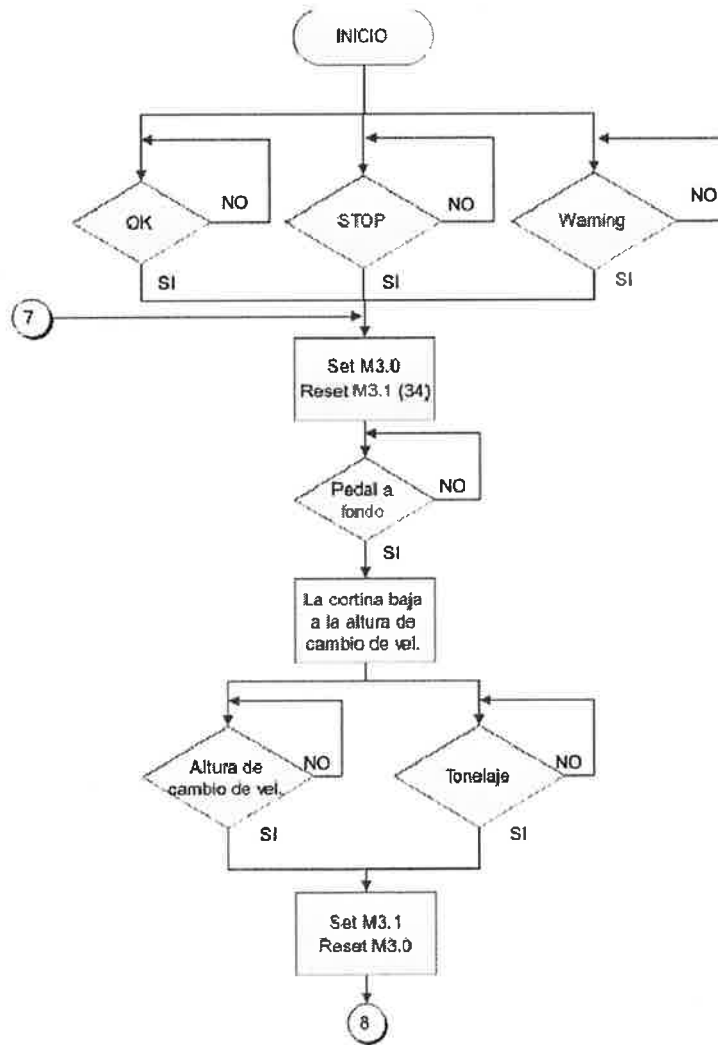 INICIO
OK
NO
STOP
NO
Warning
NO
SI
SI
SI
7
Set M3.0
Reset M3.1 (34)
Pedal a
fondo
NO
SI
La cortina baja
a la altura de
cambio de vel.
Altura de
cambio de vel.
NO
Tonelaje
NO
SI
SI
Set M3.1
Reset M3.0
8